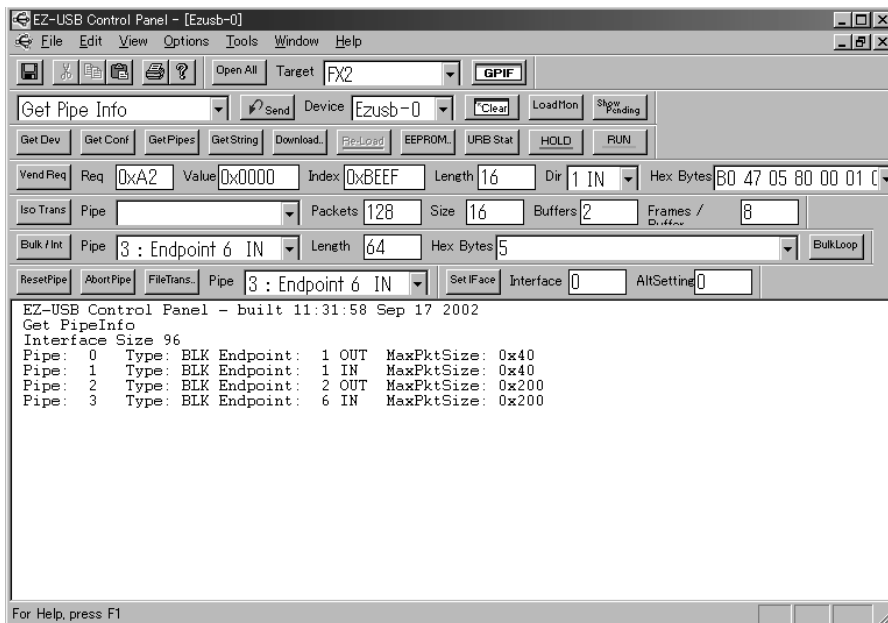 EZ-USB Control Panel - [Ezusb-0]
File Edit View Options Tools Window Help
Open All Target FX2 GPIF
Get Pipe Info Send Device Ezusb-0 Clear LoadMon Show Pending
Get Dev Get Conf GetPipes GetString Download.. Re-Load EEPROM.. URB Stat HOLD RUN
Vend Req Req 0xA2 Value 0x0000 Index 0xBEEF Length 16 Dir 1 IN Hex Bytes B0 47 05 80 00 01
Iso Trans Pipe Packets 128 Size 16 Buffers 2 Frames / 8
Bulk / Int Pipe 3 : Endpoint 6 IN Length 64 Hex Bytes 5 BulkLoop
ResetPipe AbortPipe FileTrans.. Pipe 3 : Endpoint 6 IN Set IFace Interface 0 AltSetting 0
EZ-USB Control Panel - built 11:31:58 Sep 17 2002
Get PipeInfo
Interface Size 96
Pipe: 0 Type: BLK Endpoint: 1 OUT MaxPktSize: 0x40
Pipe: 1 Type: BLK Endpoint: 1 IN MaxPktSize: 0x40
Pipe: 2 Type: BLK Endpoint: 2 OUT MaxPktSize: 0x200
Pipe: 3 Type: BLK Endpoint: 6 IN MaxPktSize: 0x200
For Help, press F1